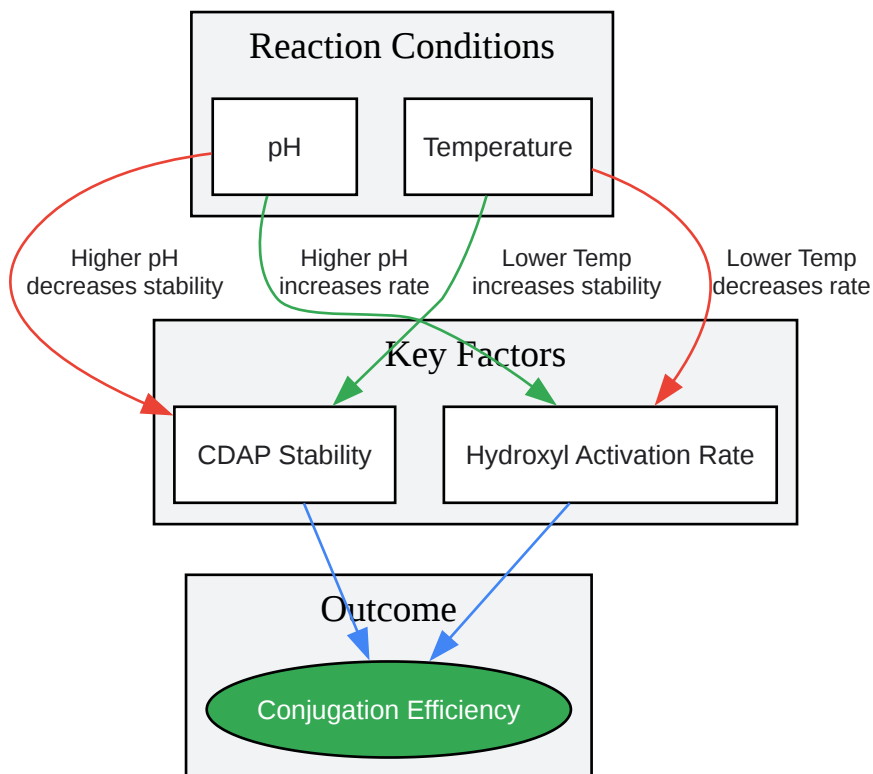 Reaction Conditions
pH
Temperature
Higher pH
decreases stability
Higher pH
increases rate
Lower Temp
increases stability
Lower Temp
decreases rate
Key Factors
CDAP Stability
Hydroxyl Activation Rate
Outcome
Conjugation Efficiency